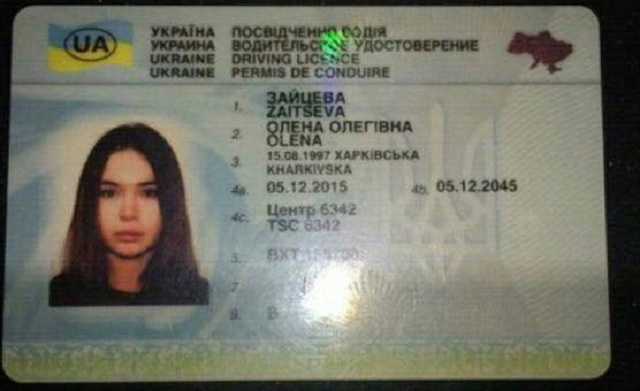 UA
УКРАЇНА ПОСВІДЧЕННЯ ВОДІЯ
УКРАИНА ВОДИТЕЛЬСКОЕ УДОСТОВЕРЕНИЕ
UKRAINE DRIVING LICENCE
UKRAINE PERMIS DE CONDUIRE
1. ЗАЙЦЕВА
ZAITSEVA
2. ОЛЕНА ОЛЕГІВНА
OLENA
3. 15.08.1997 ХАРКІВСЬКА
KHARKIVSKA
4a. 05.12.2015 4b. 05.12.2045
4c. Центр 6342
TSC 6342
5. ВХТ
7
9. B